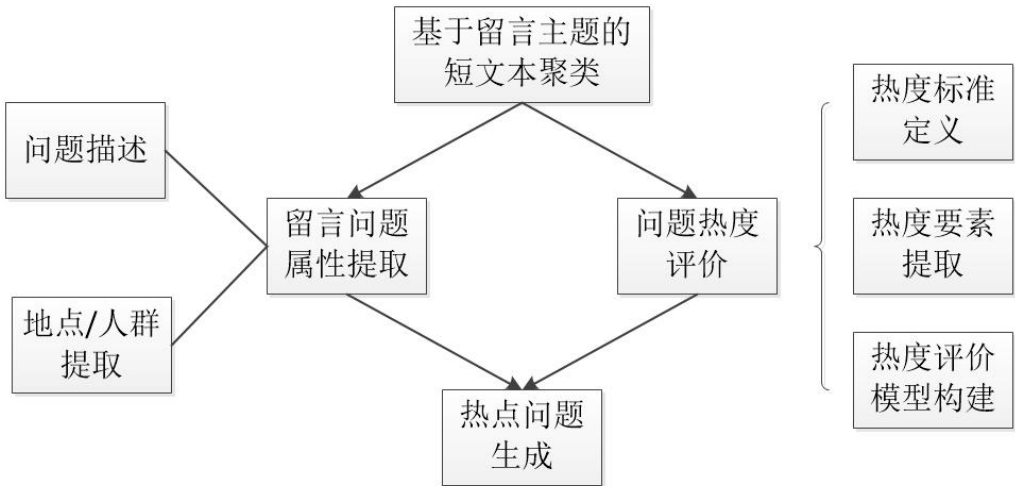 基于留言主题的
短文本聚类
问题描述
地点/人群
提取
留言问题
属性提取
问题热度
评价
热度标准
定义
热度要素
提取
热度评价
模型构建
热点问题
生成